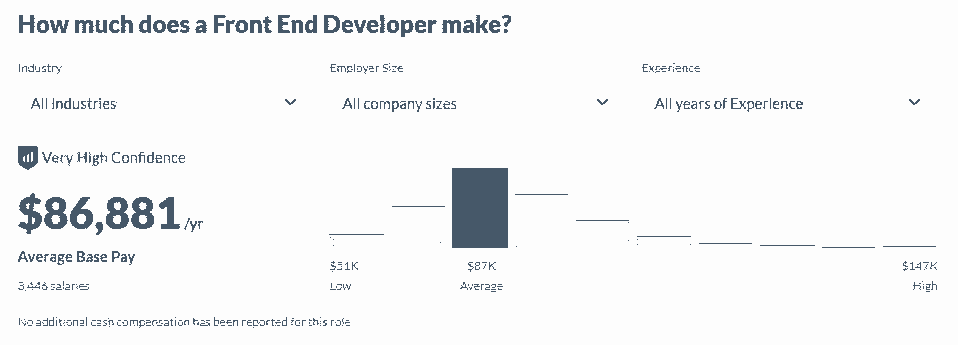 How much does a Front End Developer make?
Industry Employer Size Experience
All Industries All company sizes All years of Experience
Very High Confidence
$86,881 /yr
Average Base Pay
$51K $87K $147K
3,446 salaries Low Average High
No additional cash compensation has been reported for this role